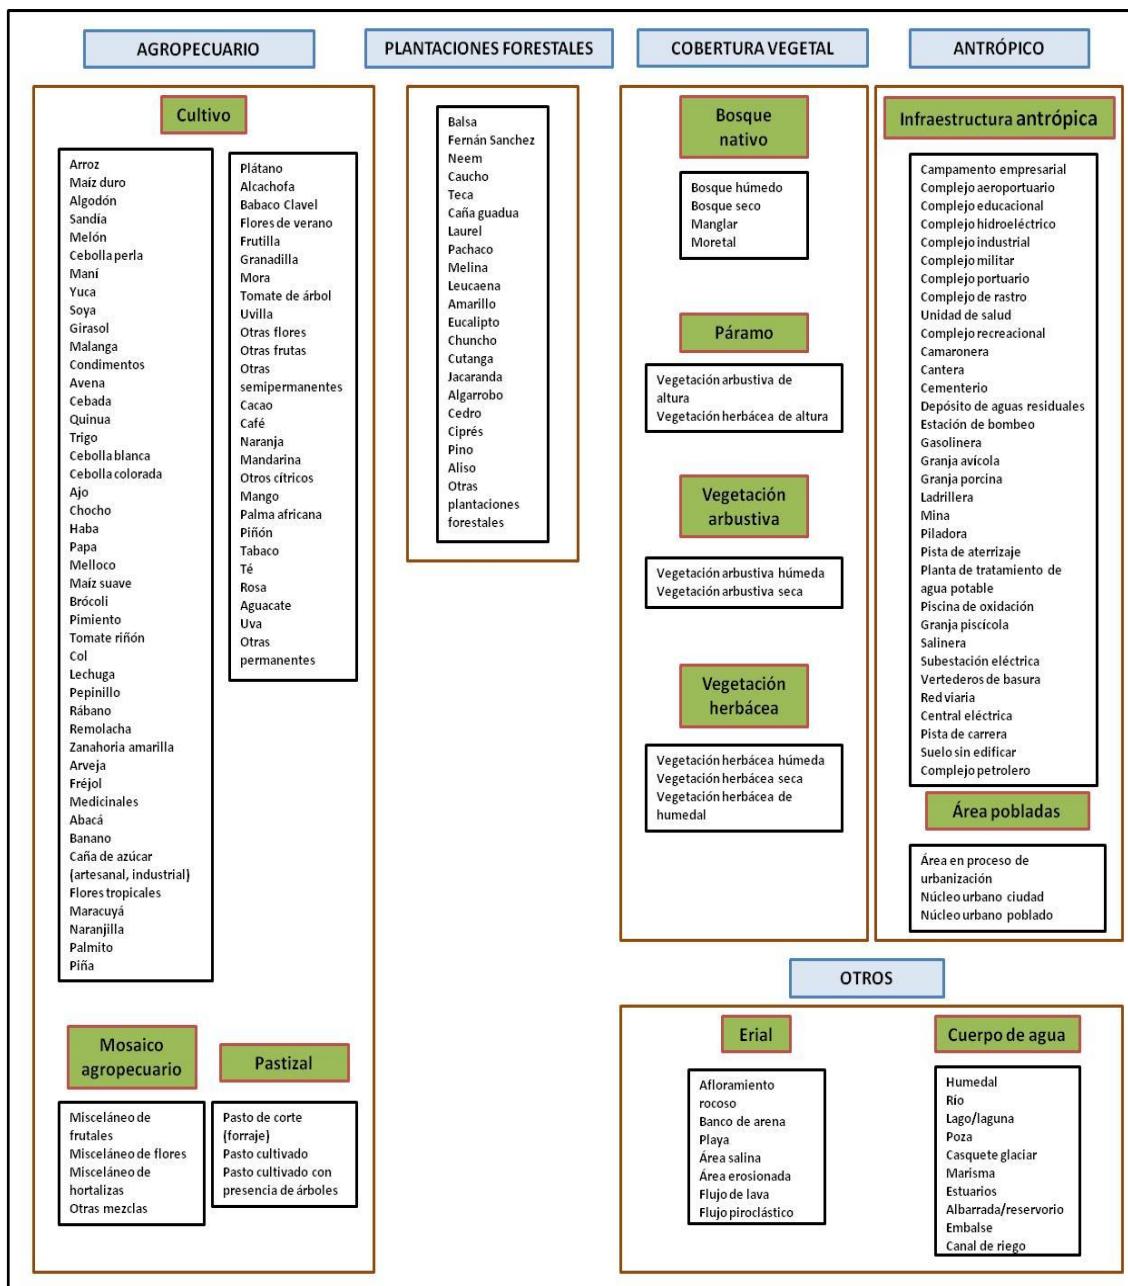 AGROPECUARIO
Cultivo
Arroz
Maíz duro
Algodón
Sandía
Melón
Cebolla perla
Maní
Yuca
Soya
Girasol
Malanga
Condimentos
Avena
Cebada
Quinua
Trigo
Cebolla blanca
Cebolla colorada
Ajo
Chocho
Haba
Papa
Melloco
Maíz suave
Brócoli
Pimiento
Tomate riñón
Col
Lechuga
Pepinillo
Rábano
Remolacha
Zanahoria amarilla
Arveja
Fréjol
Medicinales
Abacá
Banano
Caña de azúcar
(artesanal, industrial)
Flores tropicales
Maracuyá
Naranjilla
Palmito
Piña
Plátano
Alcachofa
Babaco Clavel
Flores de verano
Frutilla
Granadilla
Mora
Tomate de árbol
Uvilla
Otras flores
Otras frutas
Otras
semipermanentes
Cacao
Café
Naranja
Mandarina
Otros cítricos
Mango
Palma africana
Piñón
Tabaco
Té
Rosa
Aguacate
Uva
Otras
permanentes
Mosaico
agropecuario
Misceláneo de
frutales
Misceláneo de flores
Misceláneo de
hortalizas
Otras mezclas
Pastizal
Pasto de corte
(forraje)
Pasto cultivado
Pasto cultivado con
presencia de árboles
PLANTACIONES FORESTALES
Balsa
Fernán Sanchez
Neem
Caucho
Teca
Caña guadua
Laurel
Pachaco
Melina
Leucaena
Amarillo
Eucalipto
Chuncho
Cutanga
Jacaranda
Algarrobo
Cedro
Ciprés
Pino
Aliso
Otras
plantaciones
forestales
COBERTURA VEGETAL
Bosque
nativo
Bosque húmedo
Bosque seco
Manglar
Moretal
Páramo
Vegetación arbustiva de
altura
Vegetación herbácea de altura
Vegetación
arbustiva
Vegetación arbustiva húmeda
Vegetación arbustiva seca
Vegetación
herbácea
Vegetación herbácea húmeda
Vegetación herbácea seca
Vegetación herbácea de
humedal
ANTRÓPICO
Infraestructura antrópica
Campamento empresarial
Complejo aeroportuario
Complejo educacional
Complejo hidroeléctrico
Complejo industrial
Complejo militar
Complejo portuario
Complejo de rastro
Unidad de salud
Complejo recreacional
Camaronera
Cantera
Cementerio
Depósito de aguas residuales
Estación de bombeo
Gasolinera
Granja avícola
Granja porcina
Ladrillera
Mina
Piladora
Pista de aterrizaje
Planta de tratamiento de
agua potable
Piscina de oxidación
Granja piscícola
Salinera
Subestación eléctrica
Vertederos de basura
Red viaria
Central eléctrica
Pista de carrera
Suelo sin edificar
Complejo petrolero
Área pobladas
Área en proceso de
urbanización
Núcleo urbano ciudad
Núcleo urbano poblado
OTROS
Erial
Afloramiento
rocoso
Banco de arena
Playa
Área salina
Área erosionada
Flujo de lava
Flujo piroclástico
Cuerpo de agua
Humedal
Río
Lago/laguna
Poza
Casquete glaciar
Marisma
Estuarios
Albarrada/reservorio
Embalse
Canal de riego